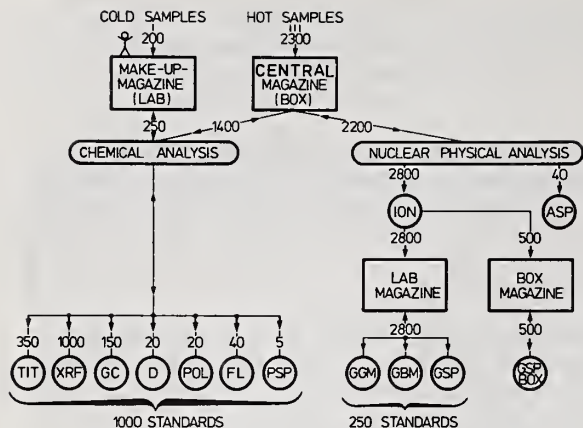 COLD SAMPLES
HOT SAMPLES
200
2300
MAKE-UP-
MAGAZINE
(LAB)
CENTRAL
MAGAZINE
(BOX)
250
1400
2200
CHEMICAL ANALYSIS
NUCLEAR PHYSICAL ANALYSIS
2800
40
ION
ASP
2800
500
LAB
MAGAZINE
BOX
MAGAZINE
350
1000
150
20
20
40
5
2800
500
TIT
XRF
GC
D
POL
FL
PSP
GGM
GBM
GSP
GSP
BOX
1000 STANDARDS
250 STANDARDS